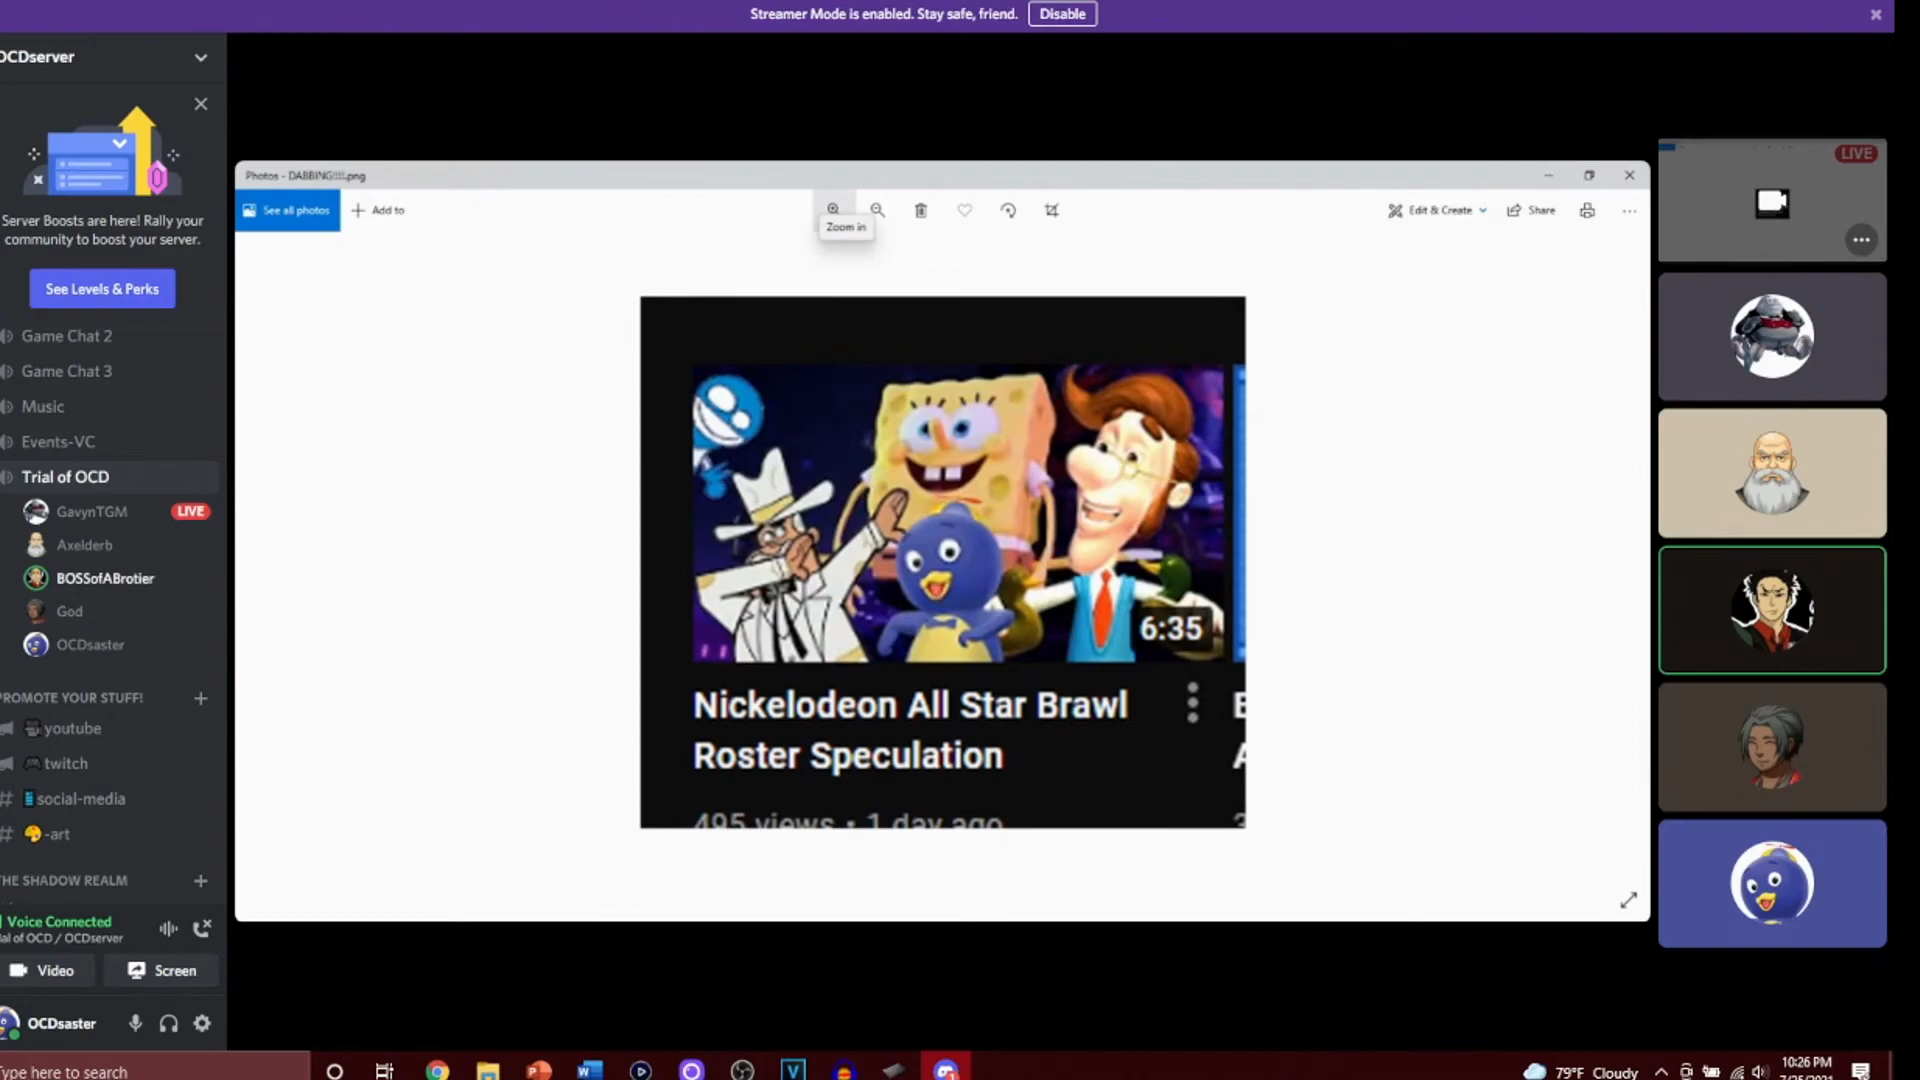 Streamer Mode is enabled. Stay safe, friend. Disable
OCDserver
Server Boosts are here! Rally your
community to boost your server.
See Levels & Perks
Game Chat 2
Game Chat 3
Music
Events-VC
Trial of OCD
GavynTGM LIVE
Axelderb
BOSSofABrotier
God
OCDsaster
PROMOTE YOUR STUFF!
youtube
twitch
social-media
-art
THE SHADOW REALM
Voice Connected
ial of OCD / OCDserver
Video Screen
OCDsaster
Photos - DABBING!!!!.png
See all photos Add to Edit & Create Share
Zoom in
6:35
Nickelodeon All Star Brawl
Roster Speculation
495 views • 1 day ago
LIVE
Type here to search
79°F Cloudy
10:26 PM